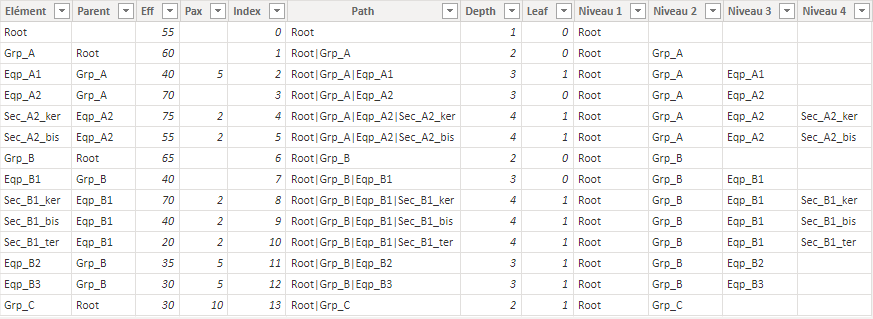 Elément Parent Eff Pax Index Path Depth Leaf Niveau 1 Niveau 2 Niveau 3 Niveau 4
Root 55 0 Root 1 0 Root
Grp_A Root 60 1 Root|Grp_A 2 0 Root Grp_A
Eqp_A1 Grp_A 40 5 2 Root|Grp_A|Eqp_A1 3 1 Root Grp_A Eqp_A1
Eqp_A2 Grp_A 70 3 Root|Grp_A|Eqp_A2 3 0 Root Grp_A Eqp_A2
Sec_A2_ker Eqp_A2 75 2 4 Root|Grp_A|Eqp_A2|Sec_A2_ker 4 1 Root Grp_A Eqp_A2 Sec_A2_ker
Sec_A2_bis Eqp_A2 55 2 5 Root|Grp_A|Eqp_A2|Sec_A2_bis 4 1 Root Grp_A Eqp_A2 Sec_A2_bis
Grp_B Root 65 6 Root|Grp_B 2 0 Root Grp_B
Eqp_B1 Grp_B 40 7 Root|Grp_B|Eqp_B1 3 0 Root Grp_B Eqp_B1
Sec_B1_ker Eqp_B1 70 2 8 Root|Grp_B|Eqp_B1|Sec_B1_ker 4 1 Root Grp_B Eqp_B1 Sec_B1_ker
Sec_B1_bis Eqp_B1 40 2 9 Root|Grp_B|Eqp_B1|Sec_B1_bis 4 1 Root Grp_B Eqp_B1 Sec_B1_bis
Sec_B1_ter Eqp_B1 20 2 10 Root|Grp_B|Eqp_B1|Sec_B1_ter 4 1 Root Grp_B Eqp_B1 Sec_B1_ter
Eqp_B2 Grp_B 35 5 11 Root|Grp_B|Eqp_B2 3 1 Root Grp_B Eqp_B2
Eqp_B3 Grp_B 30 5 12 Root|Grp_B|Eqp_B3 3 1 Root Grp_B Eqp_B3
Grp_C Root 30 10 13 Root|Grp_C 2 1 Root Grp_C